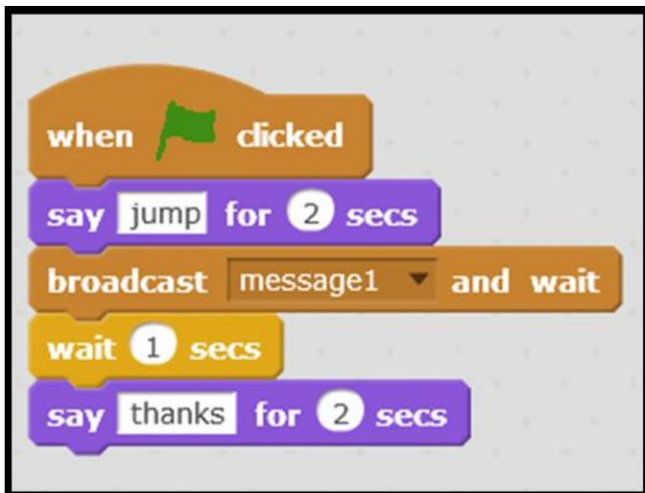 when clicked
say jump for 2 secs
broadcast message1 and wait
wait 1 secs
say thanks for 2 secs